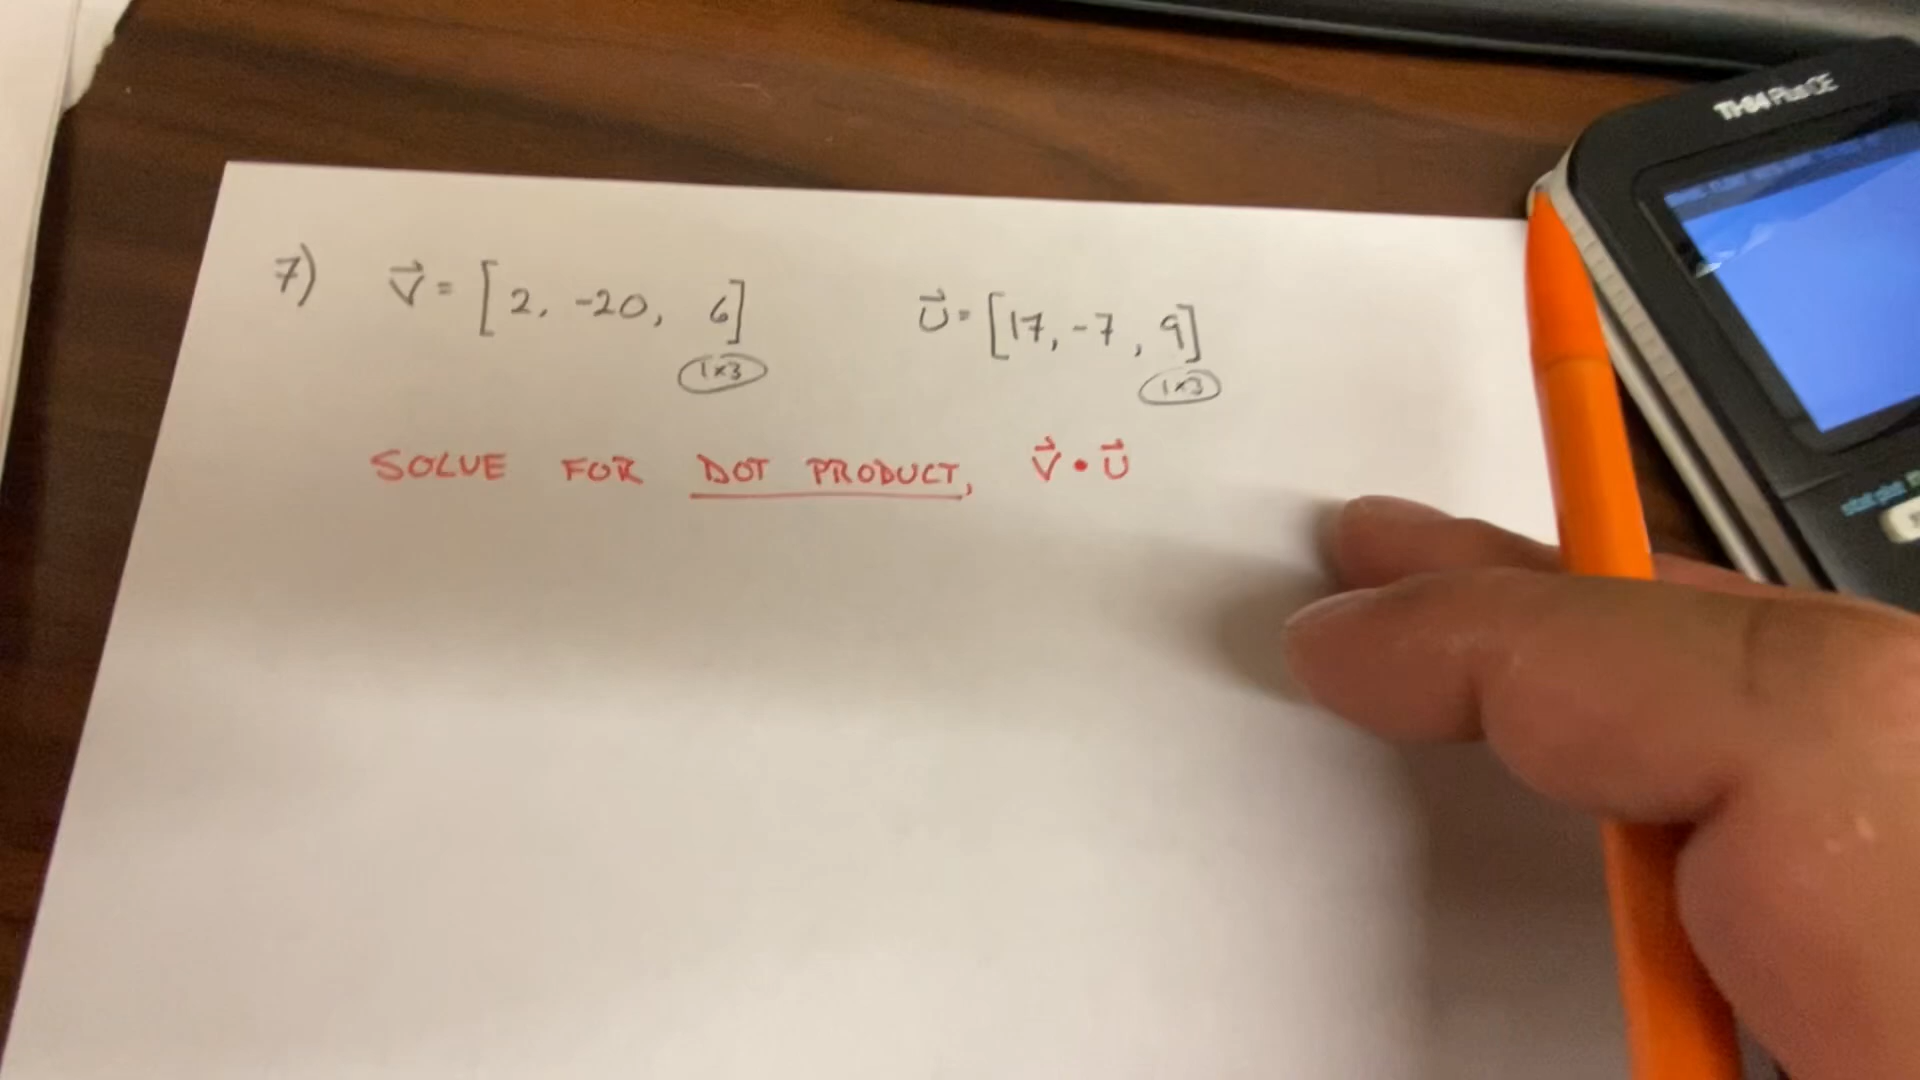 TI-84 Plus CE
7) V⃗ = [2, -20, 6] U⃗ = [17, -7, 9]
1x3 1x3
SOLVE FOR DOT PRODUCT, V⃗ • U⃗